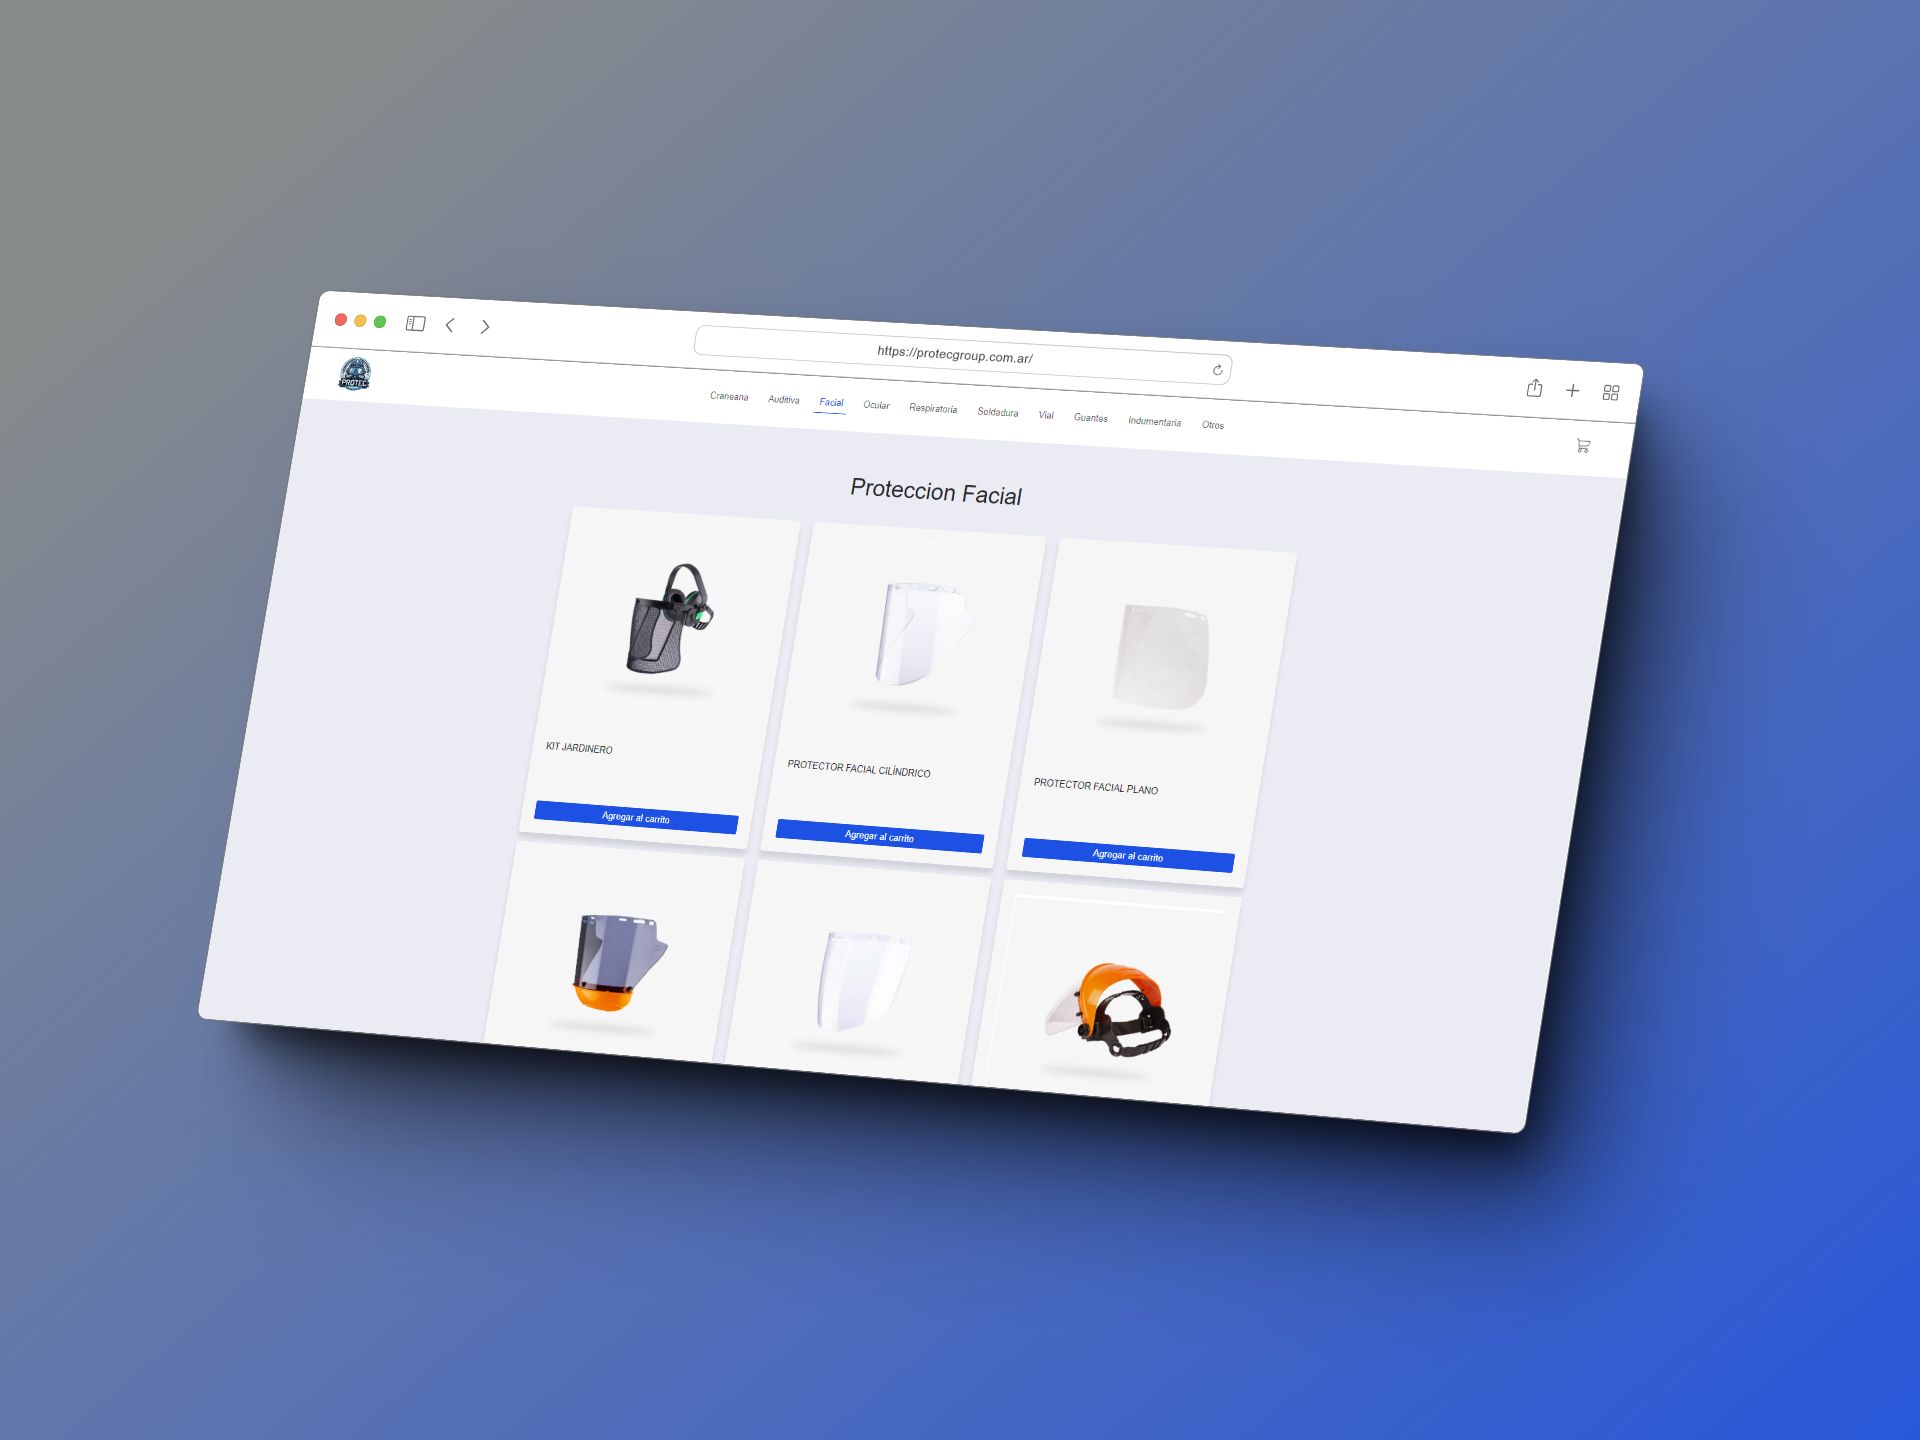 https://protecgroup.com.ar/
PROTEC
Craneana Auditiva Facial Ocular Respiratoria Soldadura Vial Guantes Indumentaria Otros
Proteccion Facial
KIT JARDINERO
Agregar al carrito
PROTECTOR FACIAL CILÍNDRICO
Agregar al carrito
PROTECTOR FACIAL PLANO
Agregar al carrito